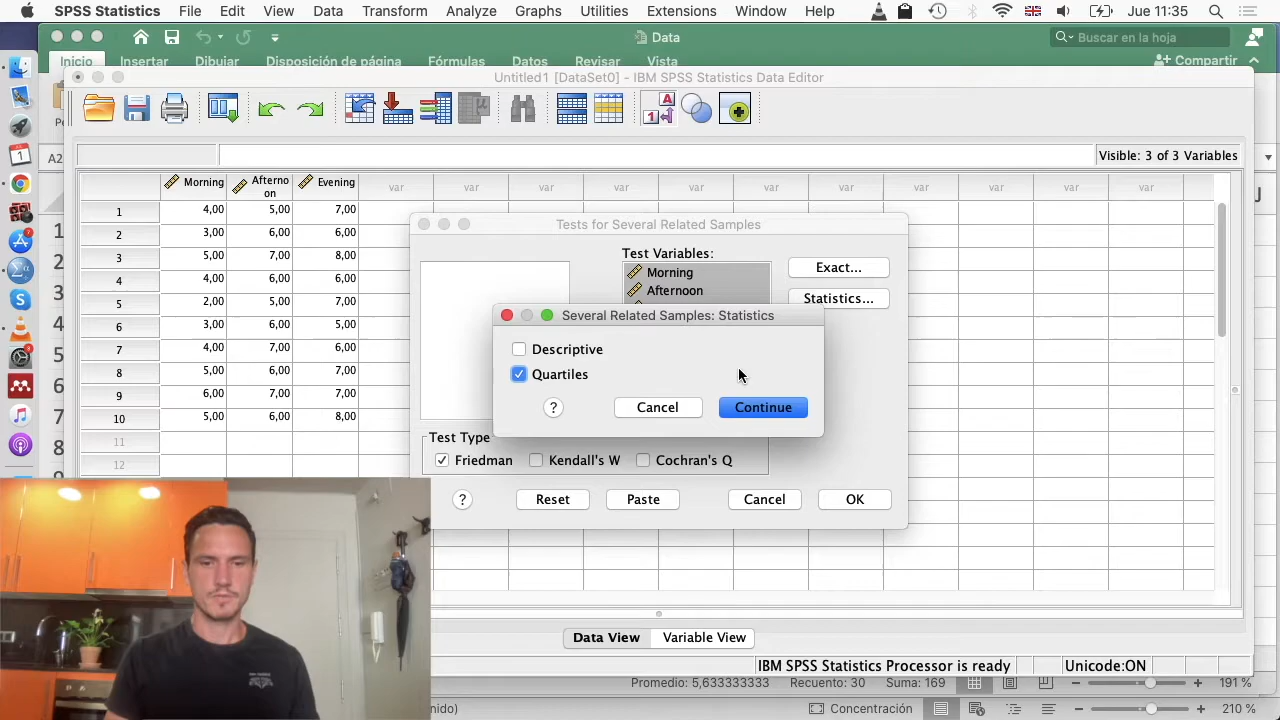 SPSS Statistics File Edit View Data Transform Analyze Graphs Utilities Extensions Window Help Jue 11:35
Data
Buscar en la hoja
Inicio Insertar Dibujar Disposición de página Fórmulas Datos Revisar Vista Compartir
Untitled1 [DataSet0] - IBM SPSS Statistics Data Editor
A2
Visible: 3 of 3 Variables
Morning Afterno on Evening var var var var var var var var var var var
1 4,00 5,00 7,00
2 3,00 6,00 6,00
3 5,00 7,00 8,00
4 4,00 6,00 6,00
5 2,00 5,00 7,00
6 3,00 6,00 5,00
7 4,00 7,00 6,00
8 5,00 6,00 7,00
9 6,00 7,00 7,00
10 5,00 6,00 8,00
11
12
Tests for Several Related Samples
Test Variables:
Morning
Afternoon
Exact...
Statistics...
Several Related Samples: Statistics
Descriptive
Quartiles
? Cancel Continue
Test Type
Friedman Kendall's W Cochran's Q
? Reset Paste Cancel OK
Data View Variable View
IBM SPSS Statistics Processor is ready Unicode:ON
Promedio: 5,633333333 Recuento: 30 Suma: 169 191 %
Concentración 210 %